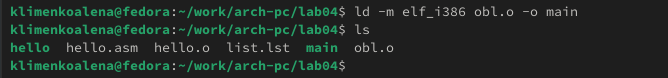 klimenkoalena@fedora:~/work/arch-pc/lab04$ ld -m elf_i386 obl.o -o main
klimenkoalena@fedora:~/work/arch-pc/lab04$ ls
hello  hello.asm  hello.o  list.lst  main  obl.o
klimenkoalena@fedora:~/work/arch-pc/lab04$